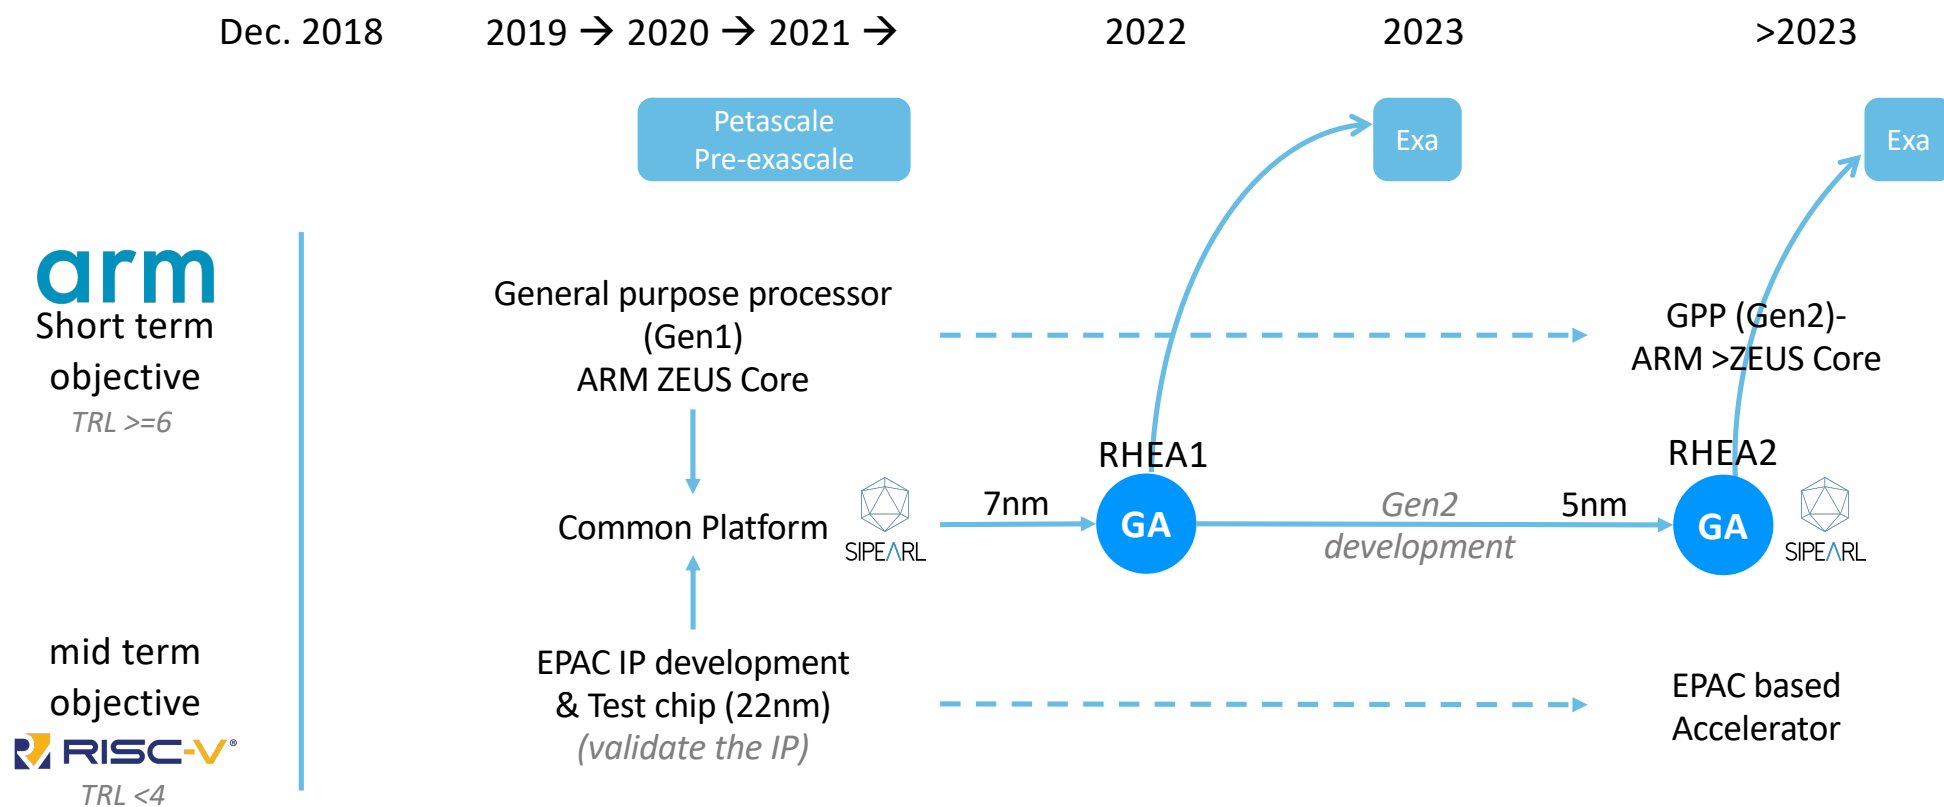 Dec. 2018
2019 → 2020 → 2021 →
2022
2023
>2023
Petascale
Pre-exascale
Exa
Exa
arm
Short term
objective
TRL >=6
General purpose processor
(Gen1)
ARM ZEUS Core
GPP (Gen2)-
ARM >ZEUS Core
RHEA1
RHEA2
Common Platform
SIPEARL
7nm
GA
Gen2
development
5nm
GA
SIPEARL
mid term
objective
RISC-V®
TRL <4
EPAC IP development
& Test chip (22nm)
(validate the IP)
EPAC based
Accelerator